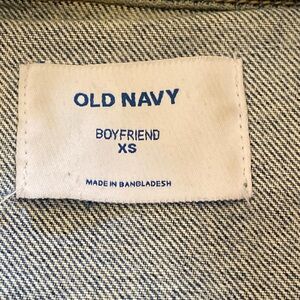 OLD NAVY
BOYFRIEND
XS
MADE IN BANGLADESH